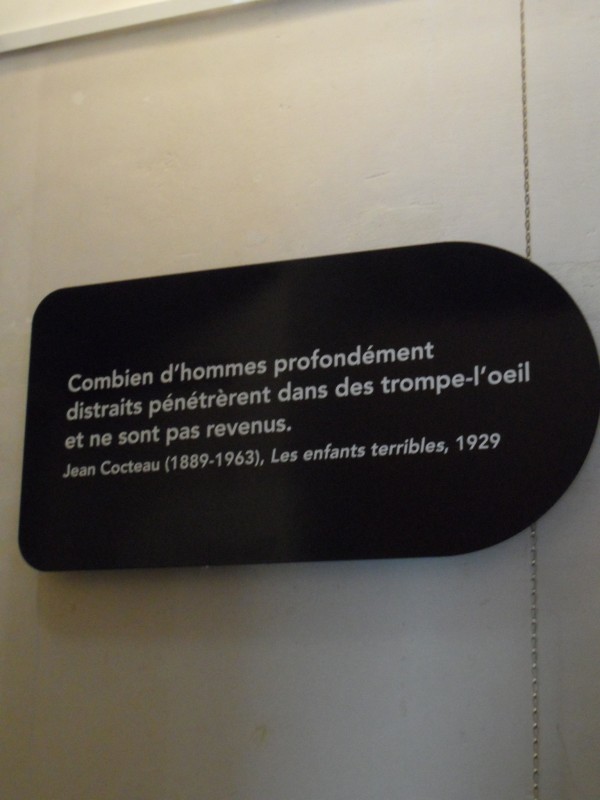 Combien d'hommes profondément
distraits pénétrèrent dans des trompe-l'oeil
et ne sont pas revenus.
Jean Cocteau (1889-1963), Les enfants terribles, 1929